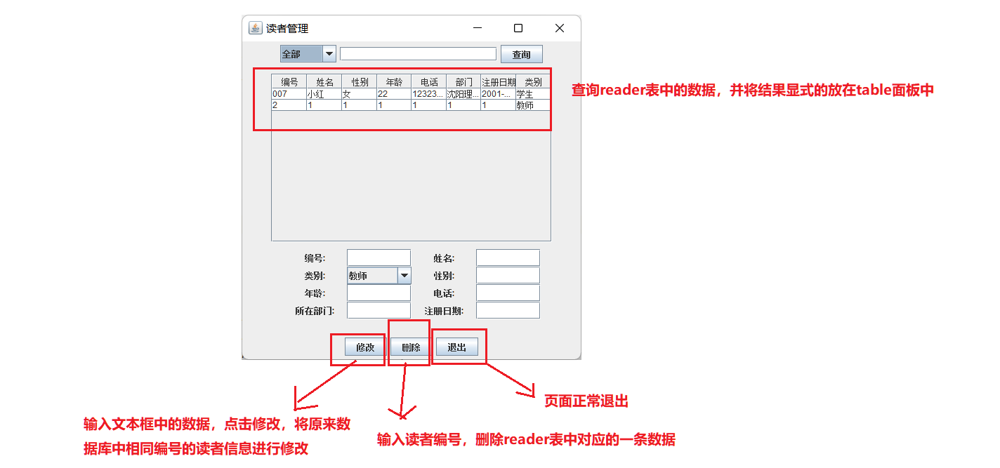 读者管理
全部 查询
编号 姓名 性别 年龄 电话 部门 注册日期 类别
007 小红 女 22 12323... 沈阳理... 2001-... 学生
2 1 1 1 1 1 1 教师
查询reader表中的数据，并将结果显式的放在table面板中
编号: 姓名:
类别: 教师 性别:
年龄: 电话:
所在部门: 注册日期:
修改 删除 退出
页面正常退出
输入文本框中的数据，点击修改，将原来数
据库中相同编号的读者信息进行修改
输入读者编号，删除reader表中对应的一条数据